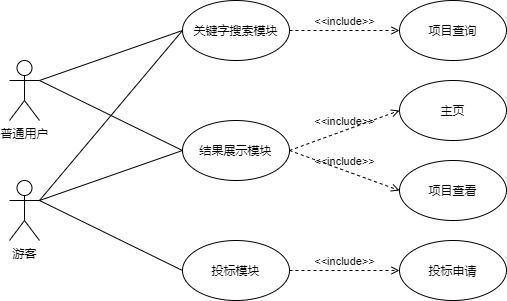 关键字搜索模块
<<include>>
项目查询
普通用户
主页
<<include>>
结果展示模块
<<include>>
项目查看
游客
投标模块
<<include>>
投标申请